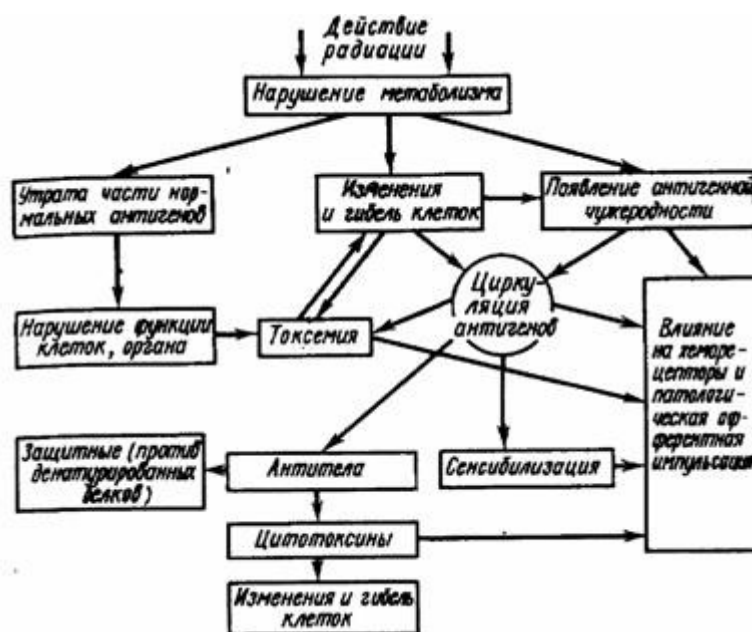 Действие
радиации
Нарушение метаболизма
Утрата части нор-
мальных антигенов
Изменения
и гибель клеток
Появление антигенной
чужеродности
Цирку-
ляция
антигенов
Нарушение функции
клеток, органа
Токсемия
Влияние
на хеморе-
цепторы и
патологи-
ческая аф-
ферентная
импульсация
Защитные (против
денатурированных
белков)
Антитела
Сенсибилизация
Цитотоксины
Изменения и гибель
клеток